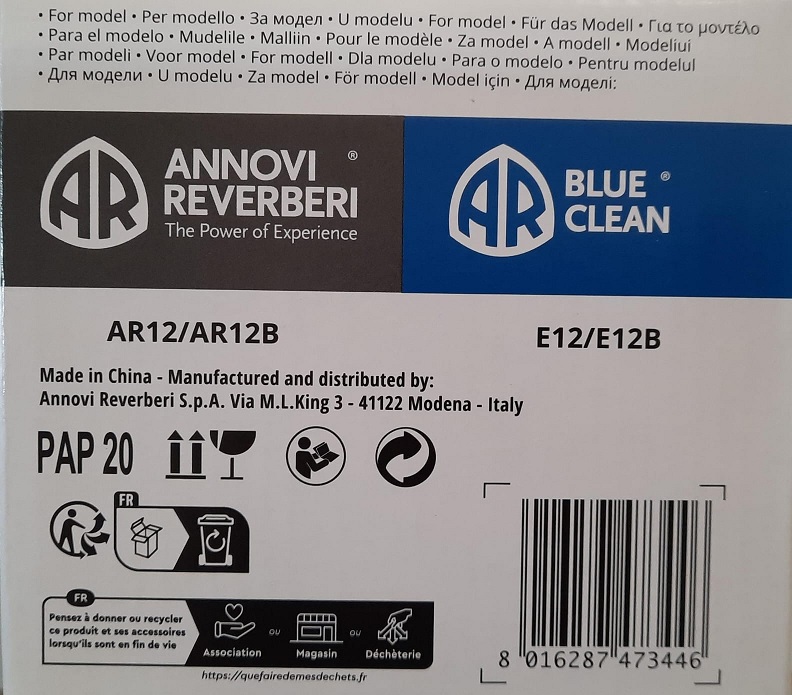 • For model • Per modello • За модел • U modelu • For model • Für das Modell • Για το μοντέλο
• Para el modelo • Mudelile • Malliin • Pour le modèle • Za model • A modell • Modeliui
• Par modeli • Voor model • For modell • Dla modelu • Para o modelo • Pentru modelul
• Для модели • U modelu • Za model • För modell • Model için • Для моделі:
AR ANNOVI ®
REVERBERI
The Power of Experience
AR BLUE ®
CLEAN
AR12/AR12B
E12/E12B
Made in China - Manufactured and distributed by:
Annovi Reverberi S.p.A. Via M.L.King 3 - 41122 Modena - Italy
PAP 20
FR
FR
Pensez à donner ou recycler
ce produit et ses accessoires
lorsqu'ils sont en fin de vie
Association
OU
Magasin
OU
Déchèterie
https://quefairedemesdechets.fr
8 016287 473446